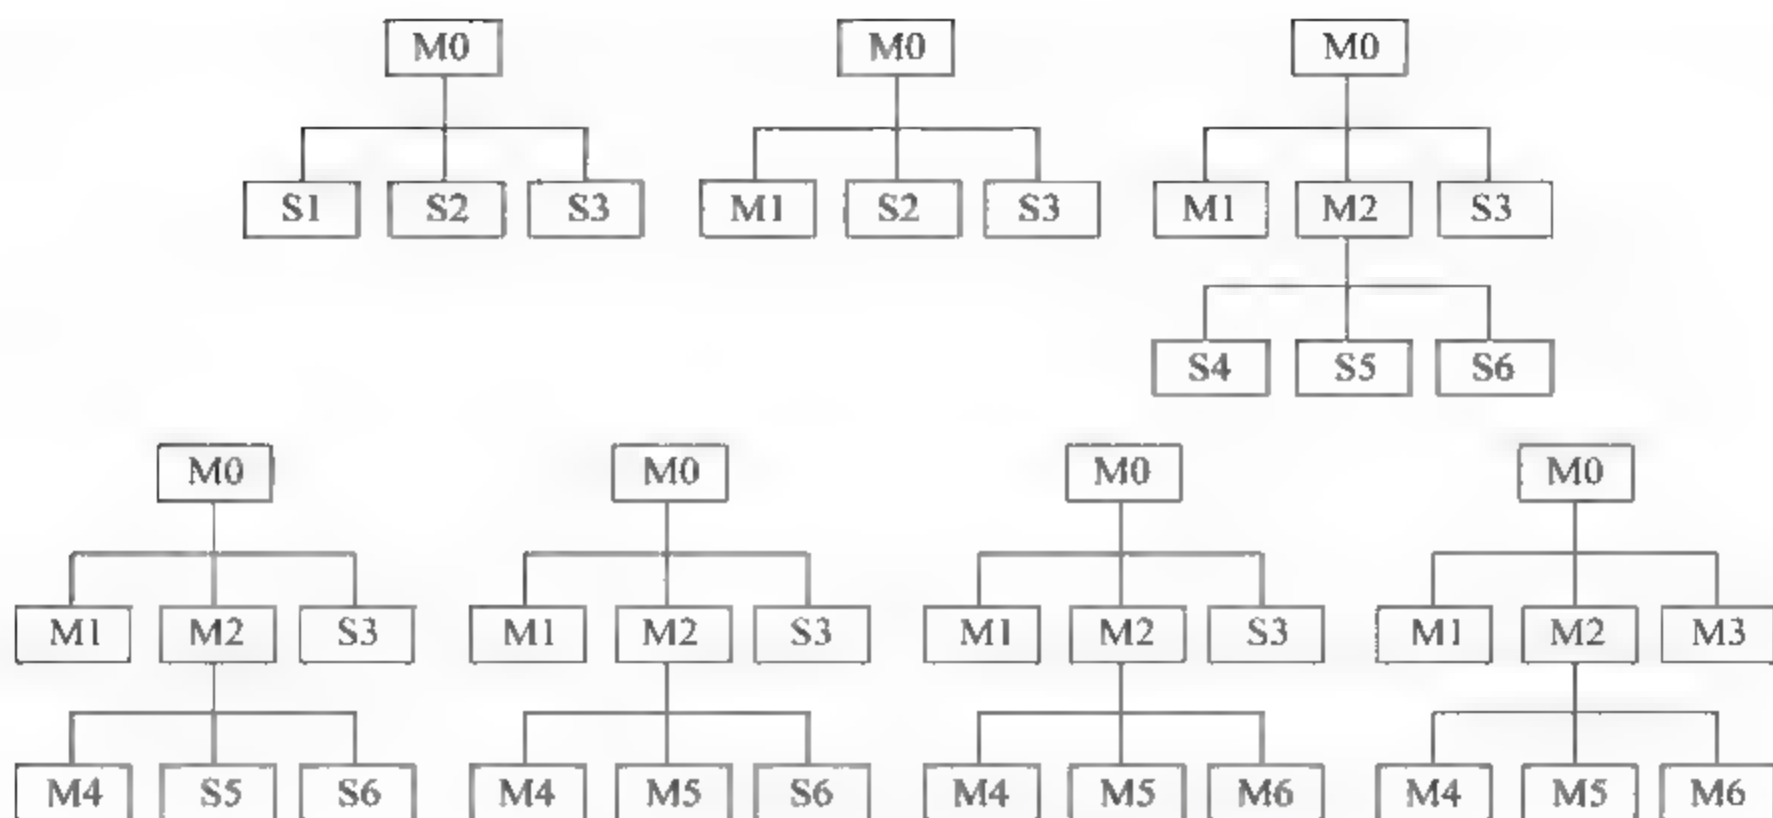 M0 M0 M0
S1 S2 S3 M1 S2 S3 M1 M2 S3
S4 S5 S6
M0 M0 M0 M0
M1 M2 S3 M1 M2 S3 M1 M2 S3 M1 M2 M3
M4 S5 S6 M4 M5 S6 M4 M5 M6 M4 M5 M6